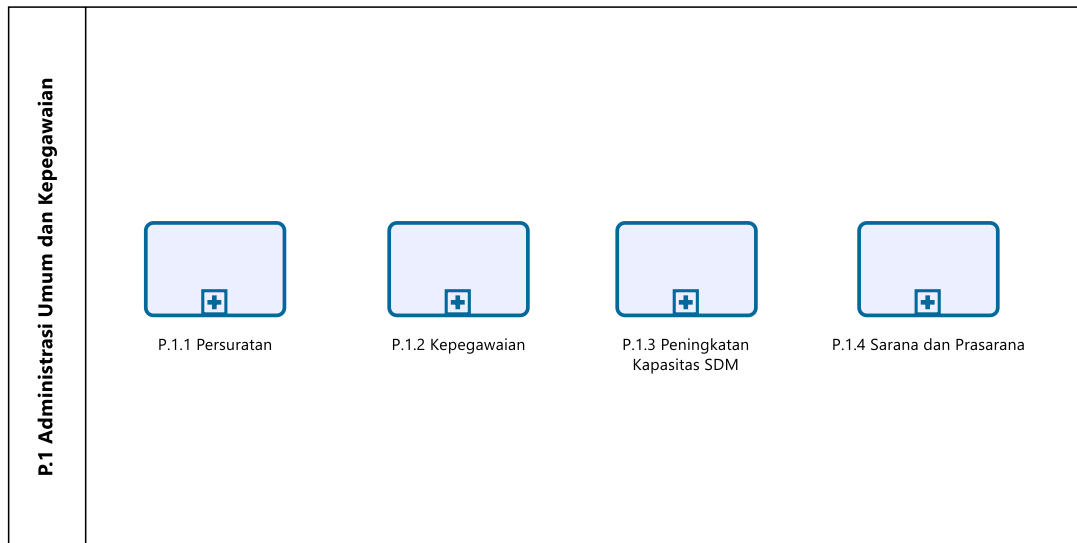 P.1 Administrasi Umum dan Kepegawaian
P.1.1 Persuratan
P.1.2 Kepegawaian
P.1.3 Peningkatan
Kapasitas SDM
P.1.4 Sarana dan Prasarana